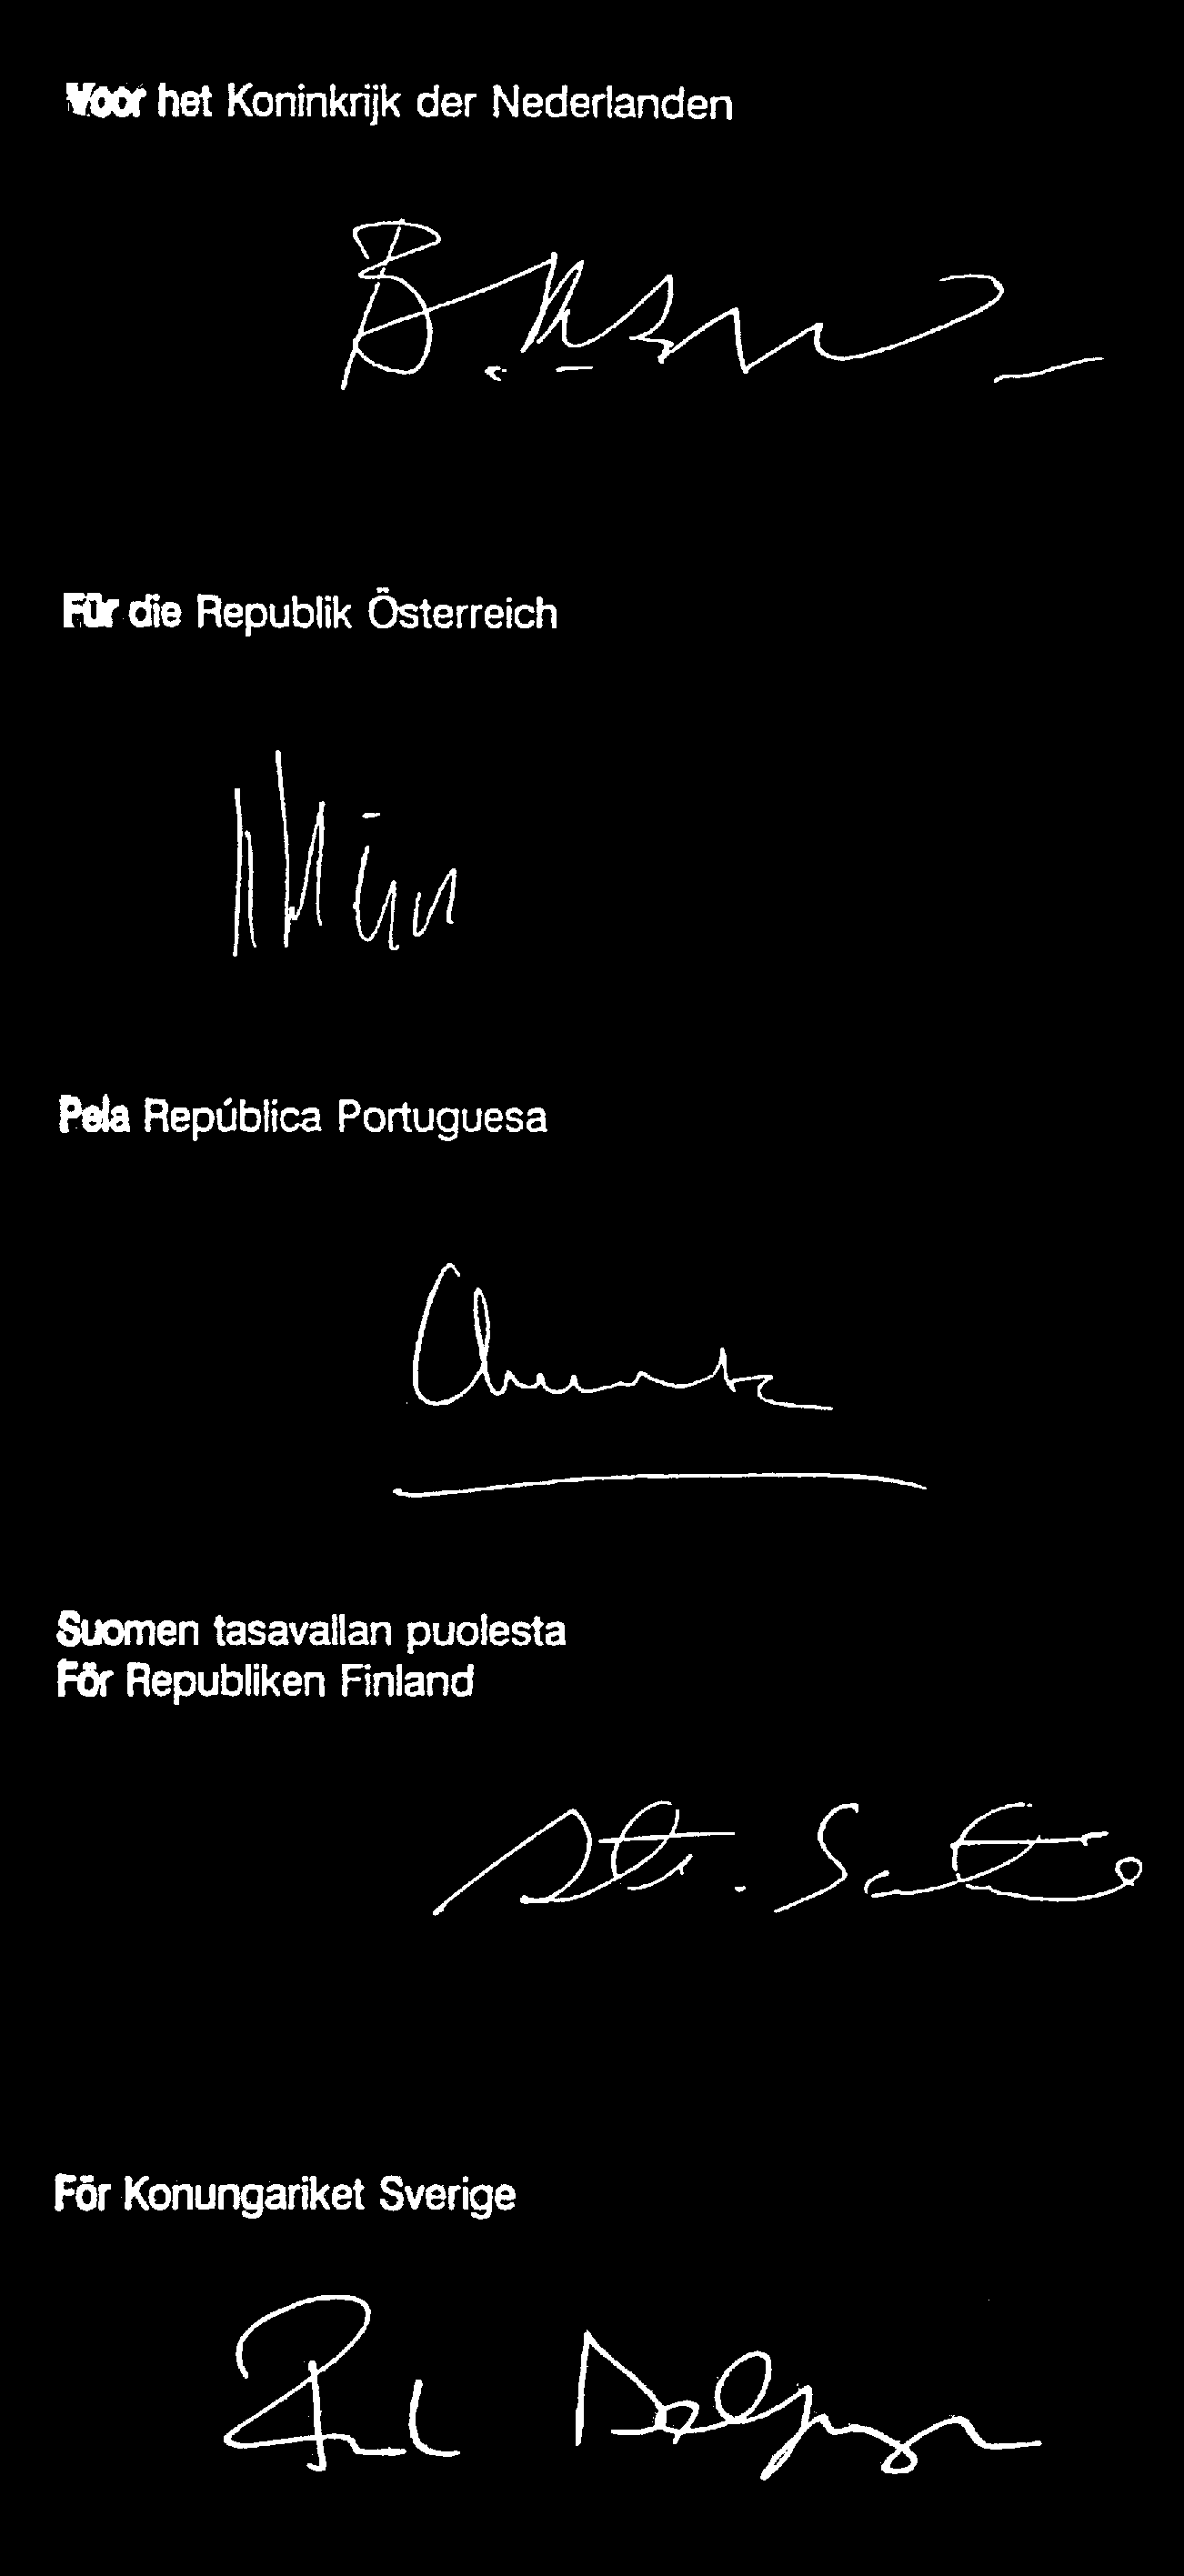 Voor het Koninkrijk der Nederlanden
Für die Republik Österreich
Pela República Portuguesa
Suomen tasavallan puolesta
För Republiken Finland
För Konungariket Sverige